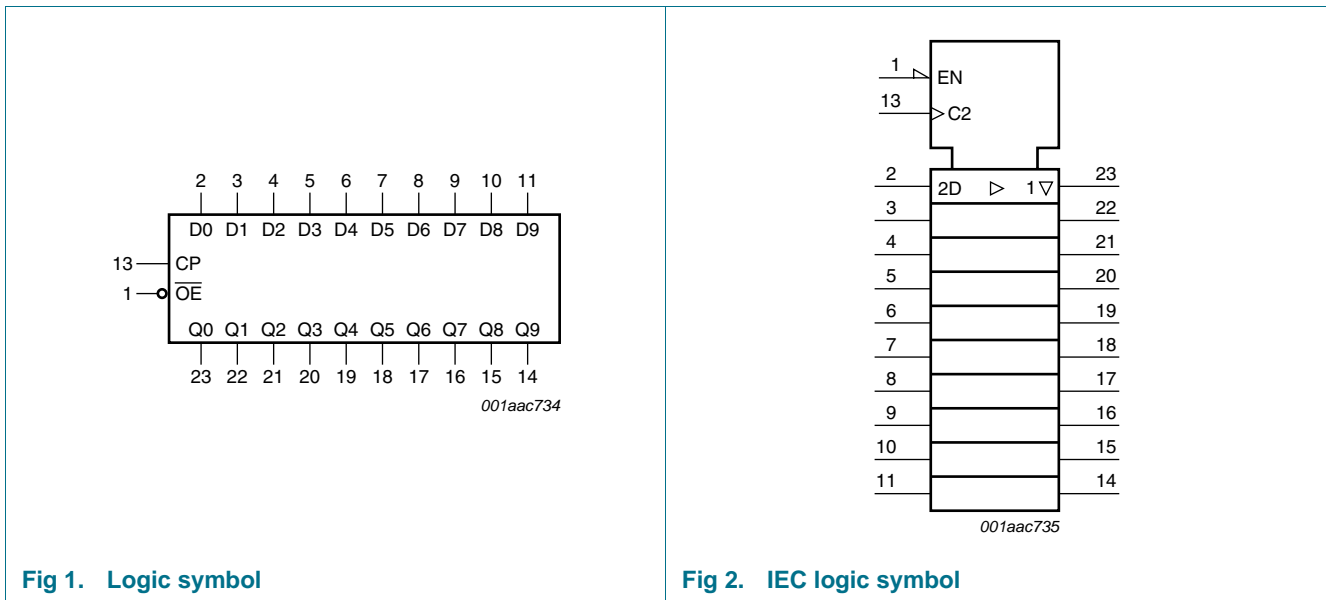 2 3 4 5 6 7 8 9 10 11
D0 D1 D2 D3 D4 D5 D6 D7 D8 D9
13 CP
1 O̅E̅
Q0 Q1 Q2 Q3 Q4 Q5 Q6 Q7 Q8 Q9
23 22 21 20 19 18 17 16 15 14
001aac734
Fig 1. Logic symbol
1 EN
13 C2
2 2D ▷ 1 ▽ 23
3 22
4 21
5 20
6 19
7 18
8 17
9 16
10 15
11 14
001aac735
Fig 2. IEC logic symbol